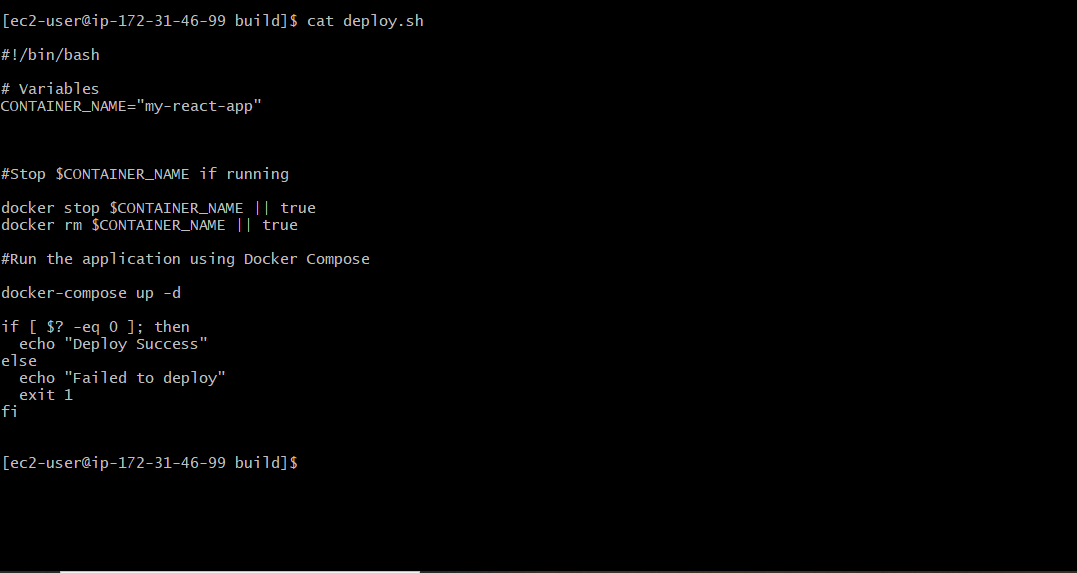 [ec2-user@ip-172-31-46-99 build]$ cat deploy.sh
#!/bin/bash
# Variables
CONTAINER_NAME="my-react-app"
#Stop $CONTAINER_NAME if running
docker stop $CONTAINER_NAME || true
docker rm $CONTAINER_NAME || true
#Run the application using Docker Compose
docker-compose up -d
if [ $? -eq 0 ]; then
  echo "Deploy Success"
else
  echo "Failed to deploy"
  exit 1
fi
[ec2-user@ip-172-31-46-99 build]$